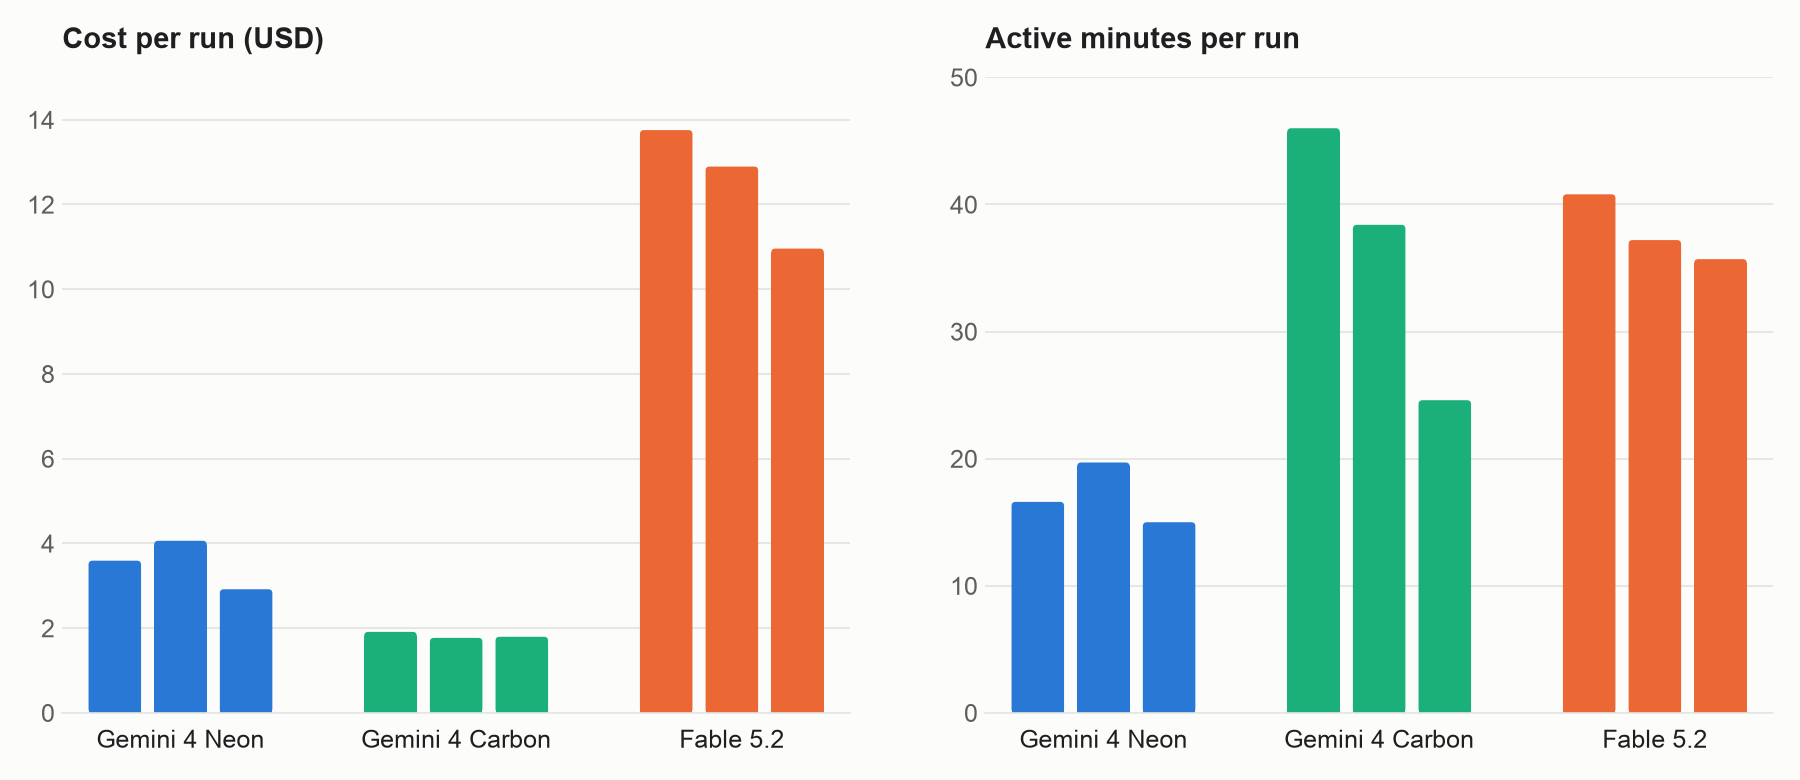 Cost per run (USD)
14
12
10
8
6
4
2
0
Gemini 4 Neon
Gemini 4 Carbon
Fable 5.2
Active minutes per run
50
40
30
20
10
0
Gemini 4 Neon
Gemini 4 Carbon
Fable 5.2